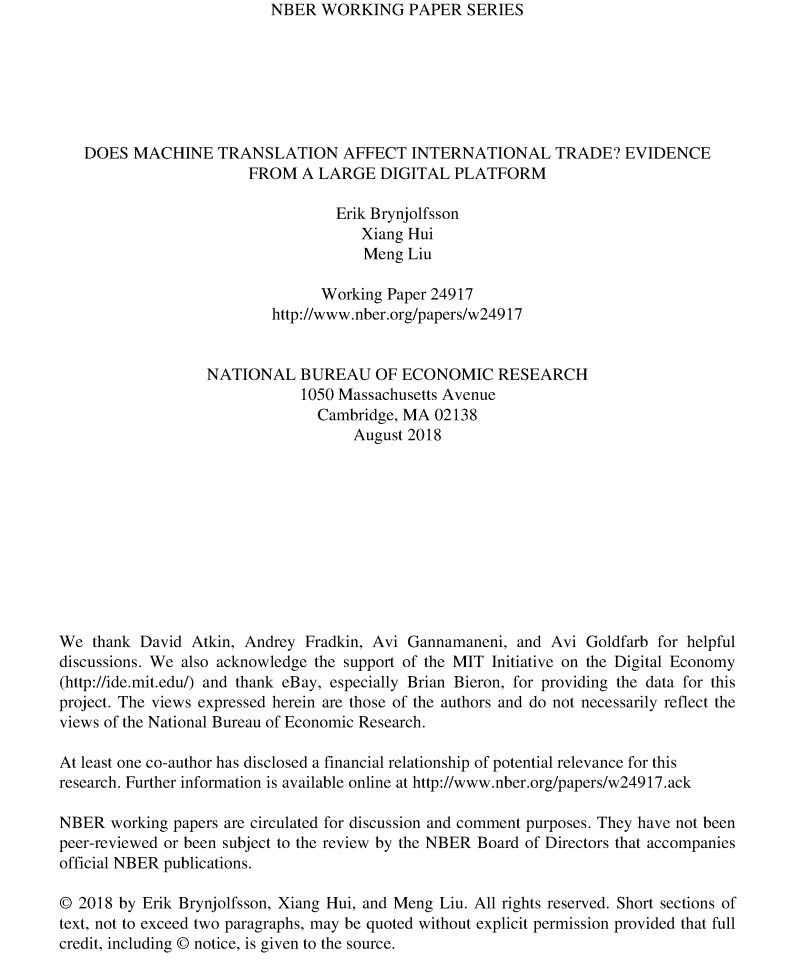 NBER WORKING PAPER SERIES
DOES MACHINE TRANSLATION AFFECT INTERNATIONAL TRADE? EVIDENCE
FROM A LARGE DIGITAL PLATFORM
Erik Brynjolfsson
Xiang Hui
Meng Liu
Working Paper 24917
http://www.nber.org/papers/w24917
NATIONAL BUREAU OF ECONOMIC RESEARCH
1050 Massachusetts Avenue
Cambridge, MA 02138
August 2018
We thank David Atkin, Andrey Fradkin, Avi Gannamaneni, and Avi Goldfarb for helpful
discussions. We also acknowledge the support of the MIT Initiative on the Digital Economy
(http://ide.mit.edu/) and thank eBay, especially Brian Bieron, for providing the data for this
project. The views expressed herein are those of the authors and do not necessarily reflect the
views of the National Bureau of Economic Research.
At least one co-author has disclosed a financial relationship of potential relevance for this
research. Further information is available online at http://www.nber.org/papers/w24917.ack
NBER working papers are circulated for discussion and comment purposes. They have not been
peer-reviewed or been subject to the review by the NBER Board of Directors that accompanies
official NBER publications.
© 2018 by Erik Brynjolfsson, Xiang Hui, and Meng Liu. All rights reserved. Short sections of
text, not to exceed two paragraphs, may be quoted without explicit permission provided that full
credit, including © notice, is given to the source.